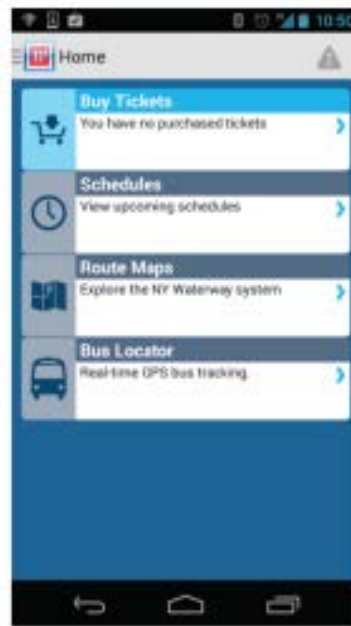 10:50
Home
Buy Tickets
You have no purchased tickets
Schedules
View upcoming schedules
Route Maps
Explore the NY Waterway system
Bus Locator
Real-time GPS bus tracking.